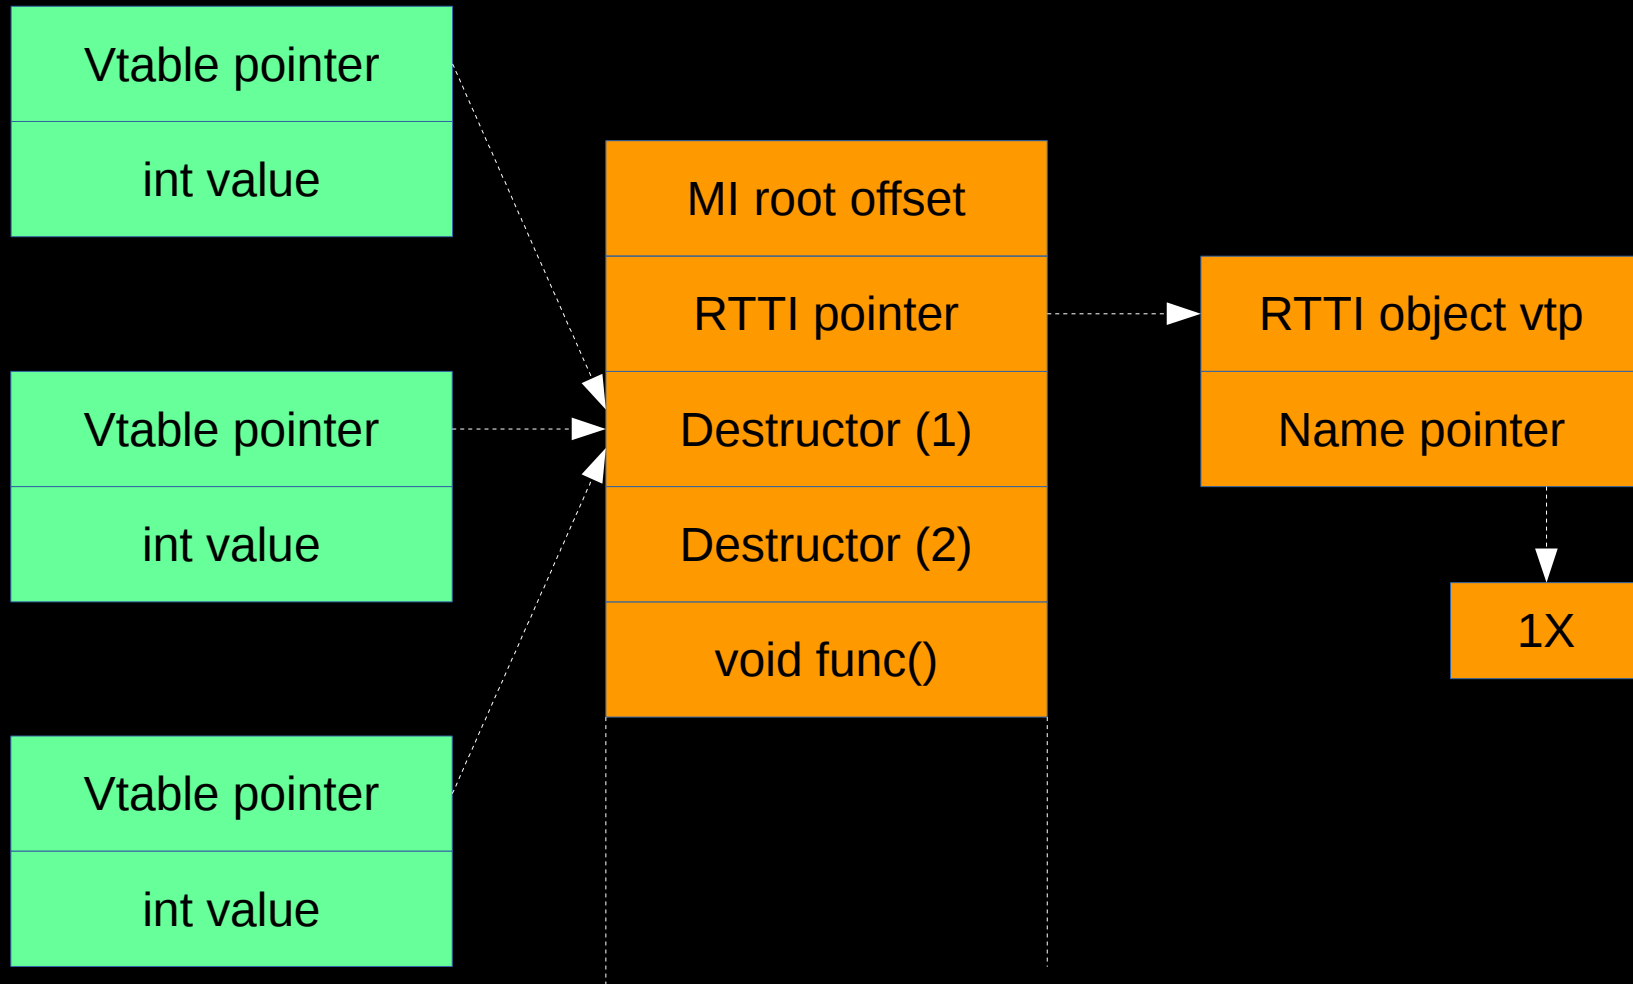 Vtable pointer
int value
Vtable pointer
int value
Vtable pointer
int value
MI root offset
RTTI pointer
Destructor (1)
Destructor (2)
void func()
RTTI object vtp
Name pointer
1X